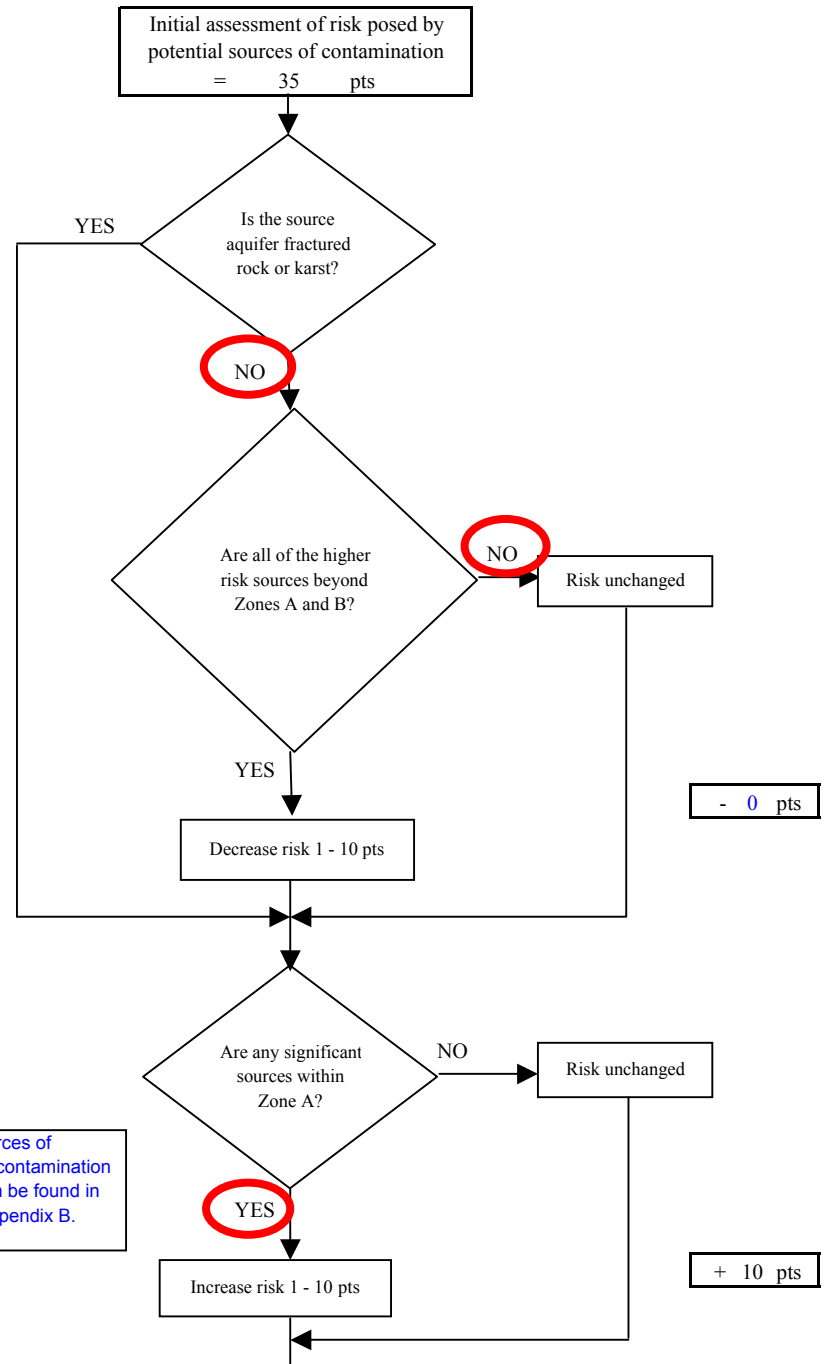 Initial assessment of risk posed by
potential sources of contamination
= 35 pts
YES
Is the source
aquifer fractured
rock or karst?
NO
Are all of the higher
risk sources beyond
Zones A and B?
NO
Risk unchanged
YES
- 0 pts
Decrease risk 1 - 10 pts
Are any significant
sources within
Zone A?
NO
Risk unchanged
contamination
be found in
YES
Increase risk 1 - 10 pts
+ 10 pts